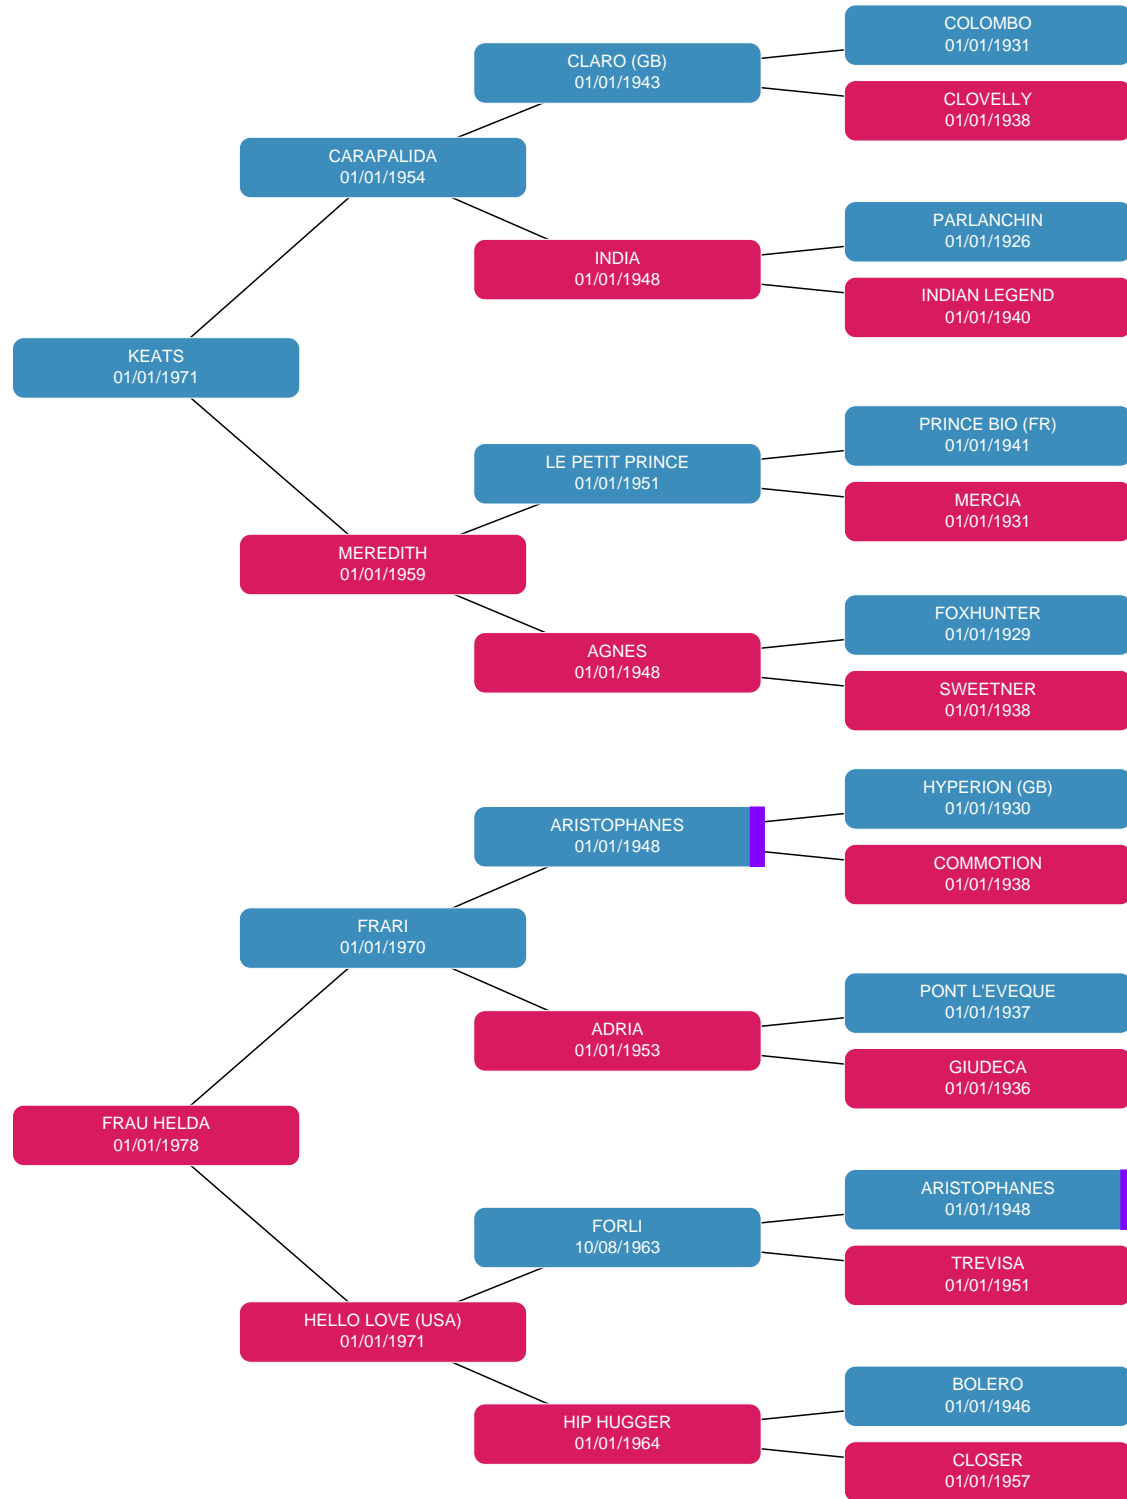 COLOMBO
01/01/1931
CLARO (GB)
01/01/1943
CLOVELLY
01/01/1938
CARAPALIDA
01/01/1954
PARLANCHIN
01/01/1926
INDIA
01/01/1948
INDIAN LEGEND
01/01/1940
KEATS
01/01/1971
PRINCE BIO (FR)
01/01/1941
LE PETIT PRINCE
01/01/1951
MERCIA
01/01/1931
MEREDITH
01/01/1959
FOXHUNTER
01/01/1929
AGNES
01/01/1948
SWEETNER
01/01/1938
HYPERION (GB)
01/01/1930
ARISTOPHANES
01/01/1948
COMMOTION
01/01/1938
FRARI
01/01/1970
PONT L'EVEQUE
01/01/1937
ADRIA
01/01/1953
GIUDECA
01/01/1936
FRAU HELDA
01/01/1978
ARISTOPHANES
01/01/1948
FORLI
10/08/1963
TREVISA
01/01/1951
HELLO LOVE (USA)
01/01/1971
BOLERO
01/01/1946
HIP HUGGER
01/01/1964
CLOSER
01/01/1957